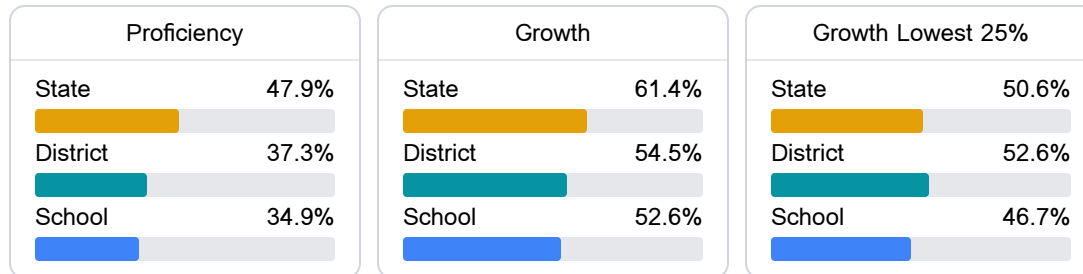 Proficiency
State 47.9%
District 37.3%
School 34.9%
Growth
State 61.4%
District 54.5%
School 52.6%
Growth Lowest 25%
State 50.6%
District 52.6%
School 46.7%